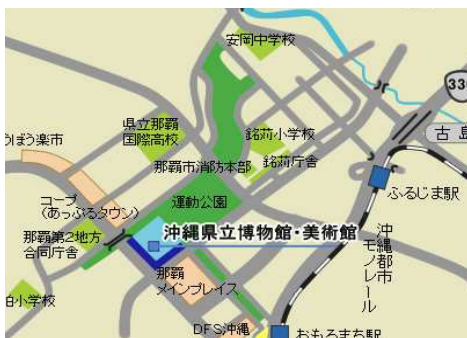 安岡中学校
330
県立那覇
国際高校
銘苅小学校
古島
りぼう楽市
那覇市消防本部
銘苅庁舎
ふるじま駅
コープ
(あっぷるタウン)
運動公園
沖縄県立博物館・美術館
那覇第2地方
合同庁舎
沖縄都市
モノレール
那覇
メインプレイス
小学校
DFS沖縄
おもろまち駅